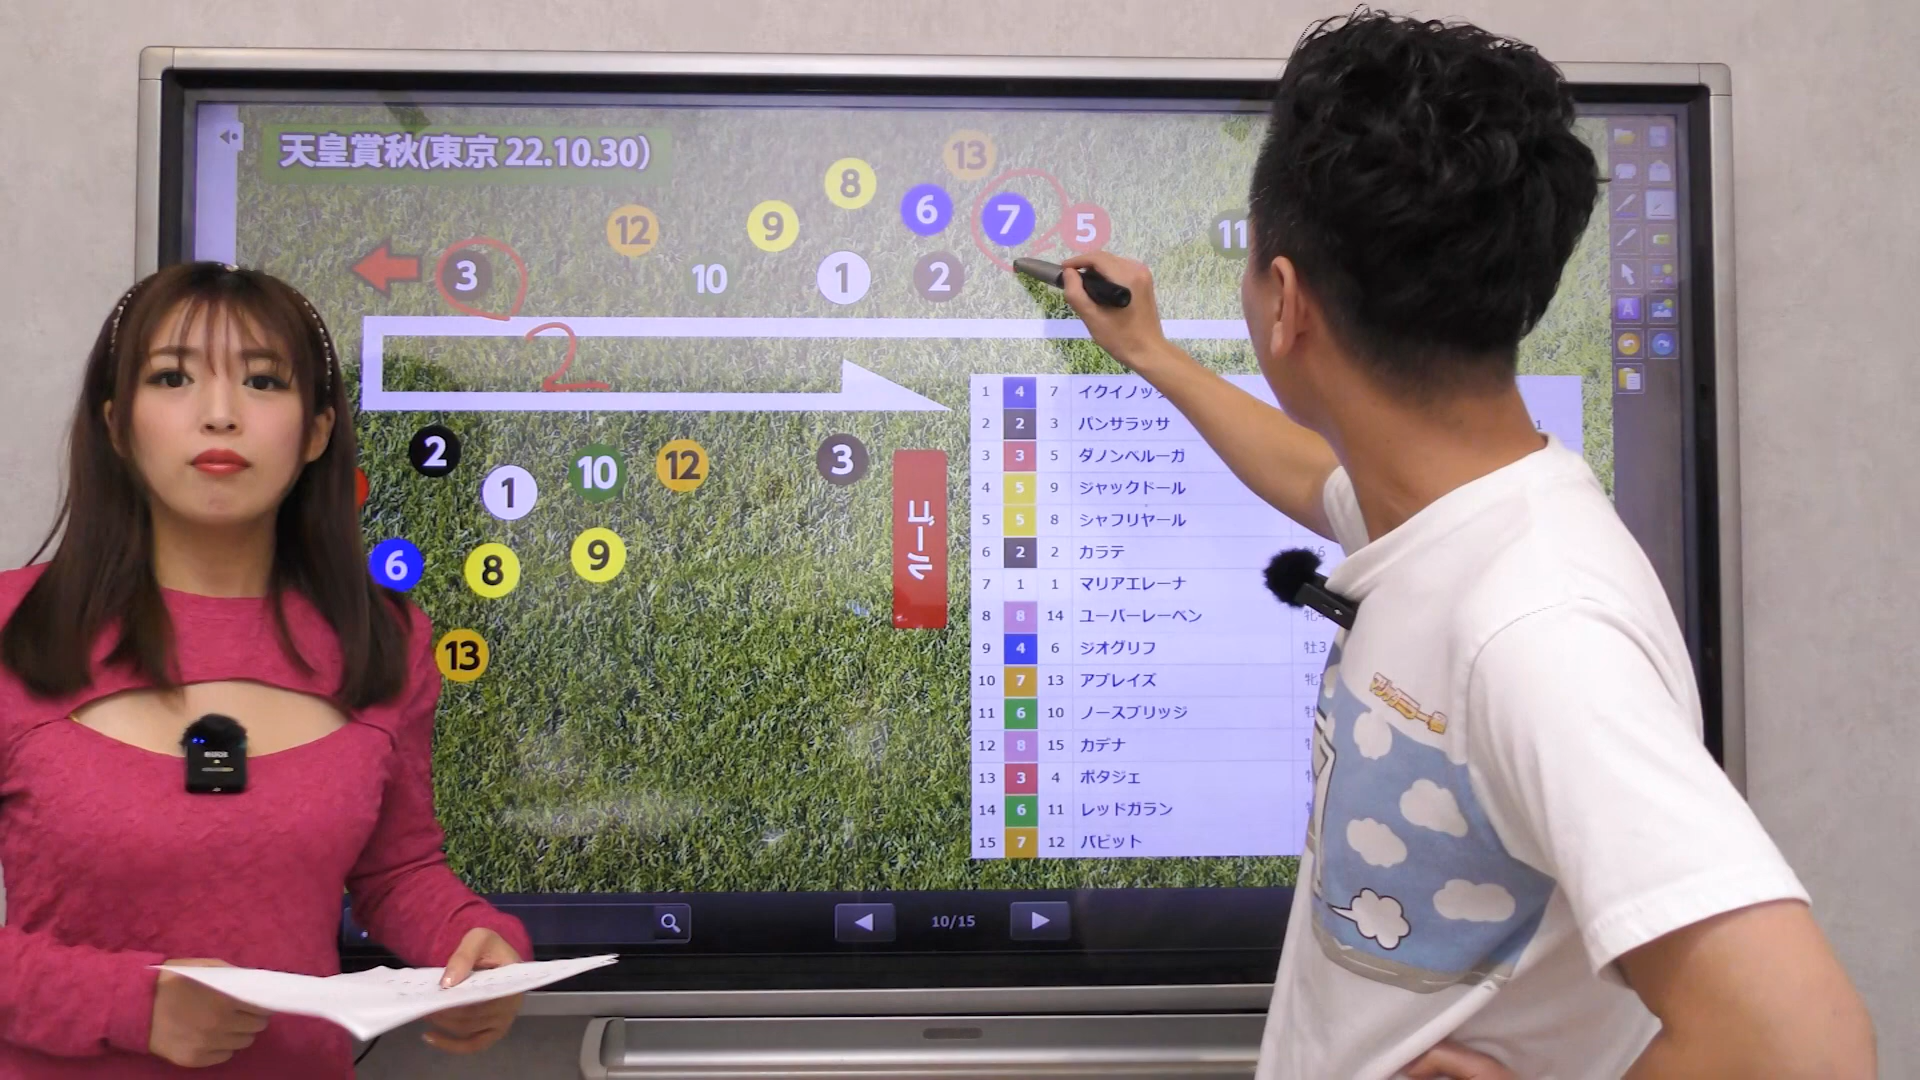 天皇賞秋(東京 22.10.30)
13
8
6
7
12
9
5
11
3
10
1
2
2
2
1
10
12
3
6
8
9
13
ゴール
1 4 7 イクイノッ
2 2 3 パンサラッサ 1
3 3 5 ダノンベルーガ
4 5 9 ジャックドール
5 5 8 シャフリヤール
6 2 2 カラテ
7 1 1 マリアエレーナ
8 8 14 ユーバーレーベン
9 4 6 ジオグリフ 牡3
10 7 13 アブレイズ 牝
11 6 10 ノースブリッジ 牡
12 8 15 カデナ
13 3 4 ポタジェ
14 6 11 レッドガラン
15 7 12 バビット
10/15
A